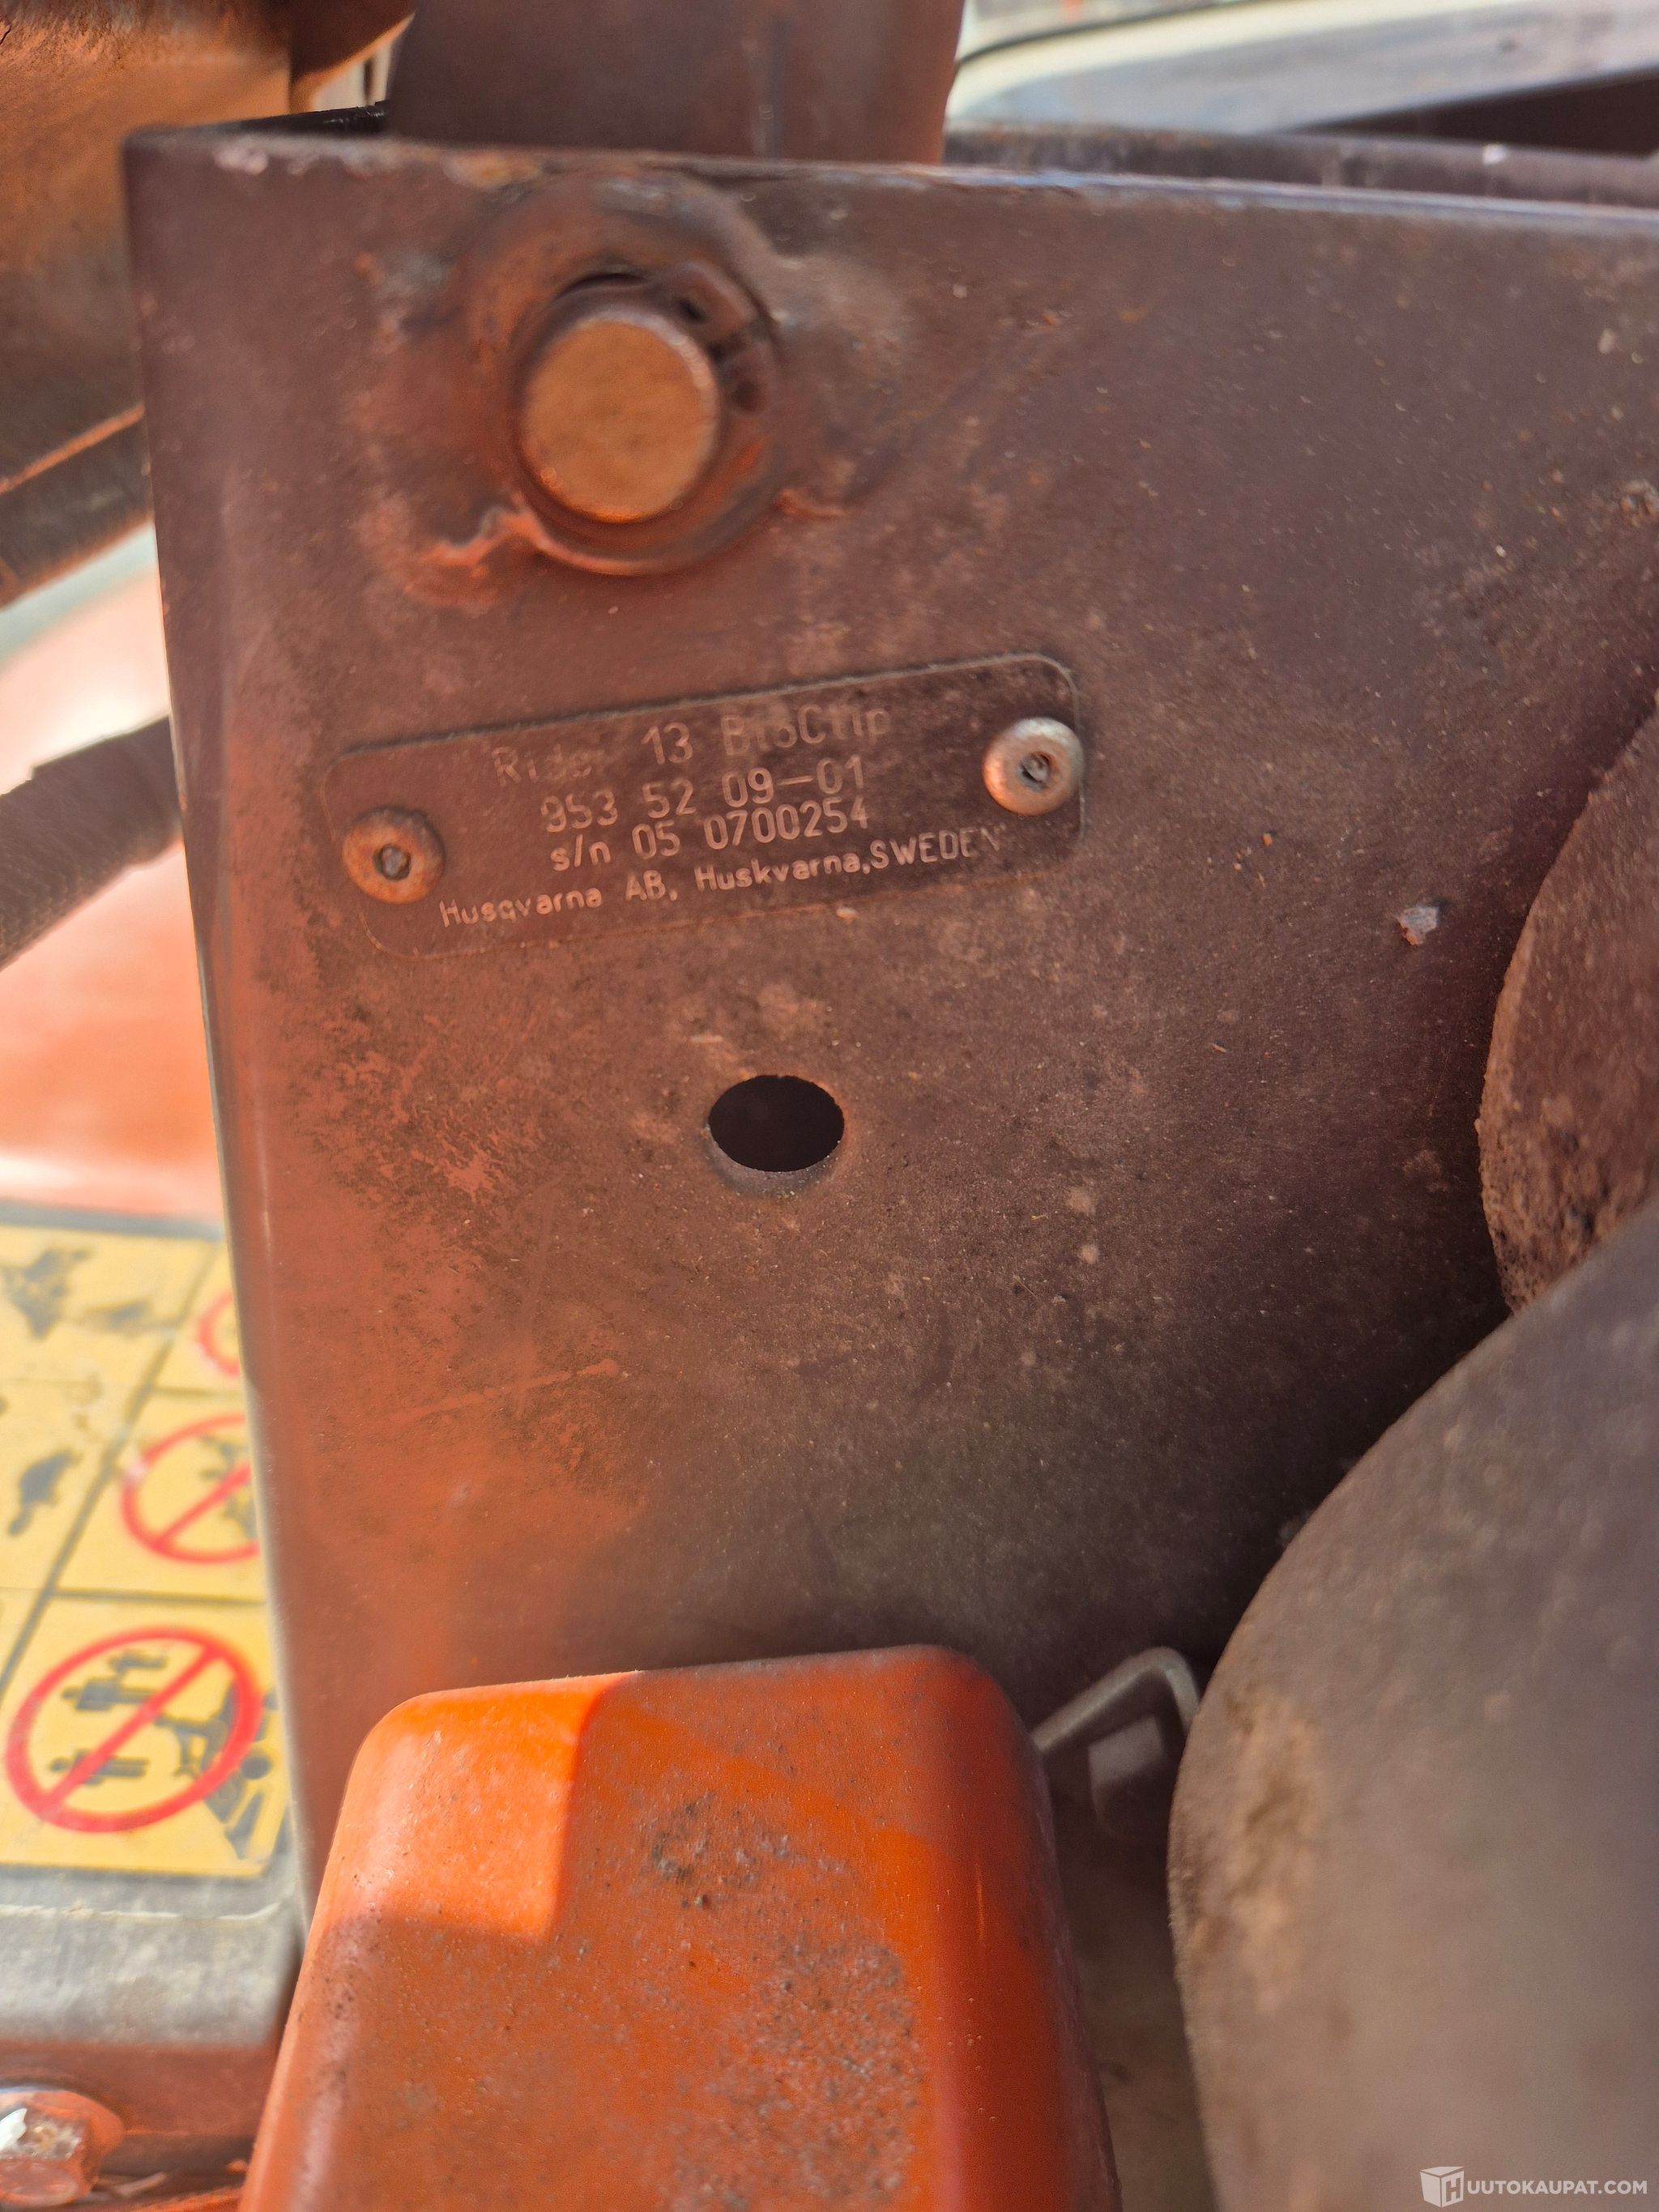 Rider 13 BioClip
953 52 09-01
s/n 05 0700254
Husqvarna AB, Huskvarna,SWEDEN
HUUTOKAUPAT.COM